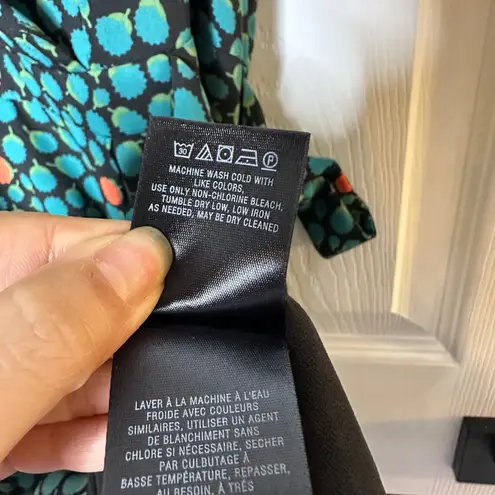 30 P
MACHINE WASH COLD WITH
LIKE COLORS,
USE ONLY NON-CHLORINE BLEACH,
TUMBLE DRY LOW, LOW IRON
AS NEEDED, MAY BE DRY CLEANED
LAVER À LA MACHINE À L'EAU
FROIDE AVEC COULEURS
SIMILAIRES, UTILISER UN AGENT
DE BLANCHIMENT SANS
CHLORE SI NÉCESSAIRE, SECHER
PAR CULBUTAGE À
BASSE TEMPÉRATURE, REPASSER,
AU BESOIN, À TRÈS